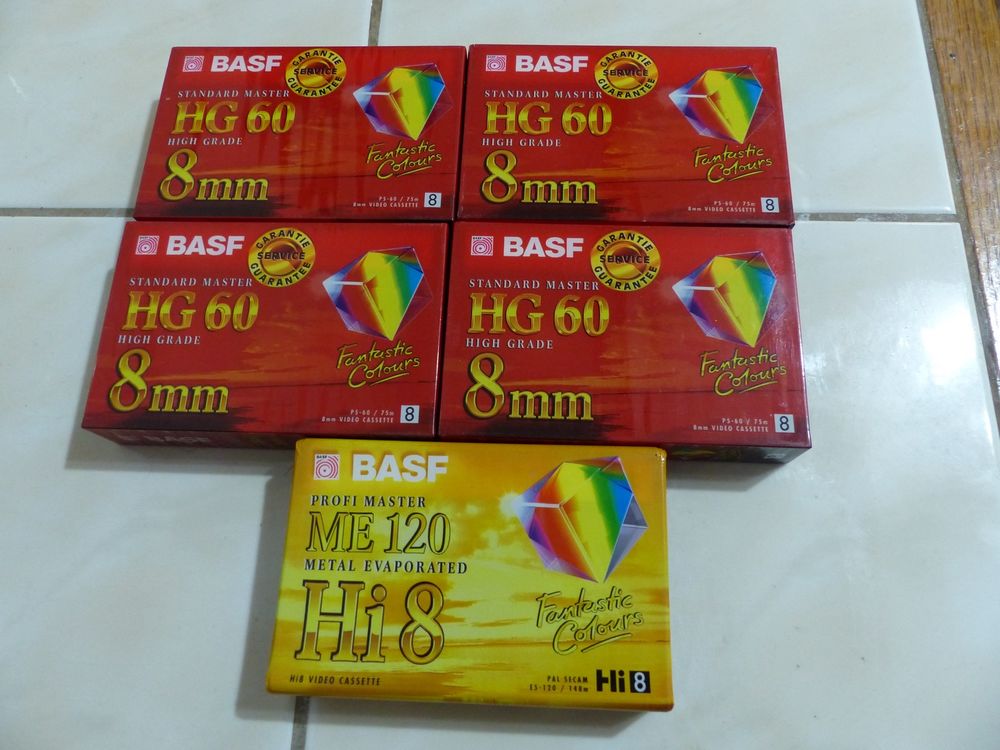 BASF
GARANTIE
SERVICE
GUARANTEE
STANDARD MASTER
HG 60
HIGH GRADE
8mm
Fantastic
Colours
P5-60 / 75m
8mm VIDEO CASSETTE 8
BASF
GARANTIE
SERVICE
GUARANTEE
STANDARD MASTER
HG 60
HIGH GRADE
8mm
Fantastic
Colours
P5-60 / 75m
8mm VIDEO CASSETTE 8
BASF
GARANTIE
SERVICE
GUARANTEE
STANDARD MASTER
HG 60
HIGH GRADE
8mm
Fantastic
Colours
P5-60 / 75m
8mm VIDEO CASSETTE 8
BASF
BASF
GARANTIE
SERVICE
GUARANTEE
STANDARD MASTER
HG 60
HIGH GRADE
8mm
Fantastic
Colours
P5-60 / 75m
8mm VIDEO CASSETTE 8
BASF
BASF
PROFI MASTER
ME 120
METAL EVAPORATED
Hi8
Fantastic
Colours
Hi8 VIDEO CASSETTE
PAL SECAM
E5-120 / 148m
Hi8